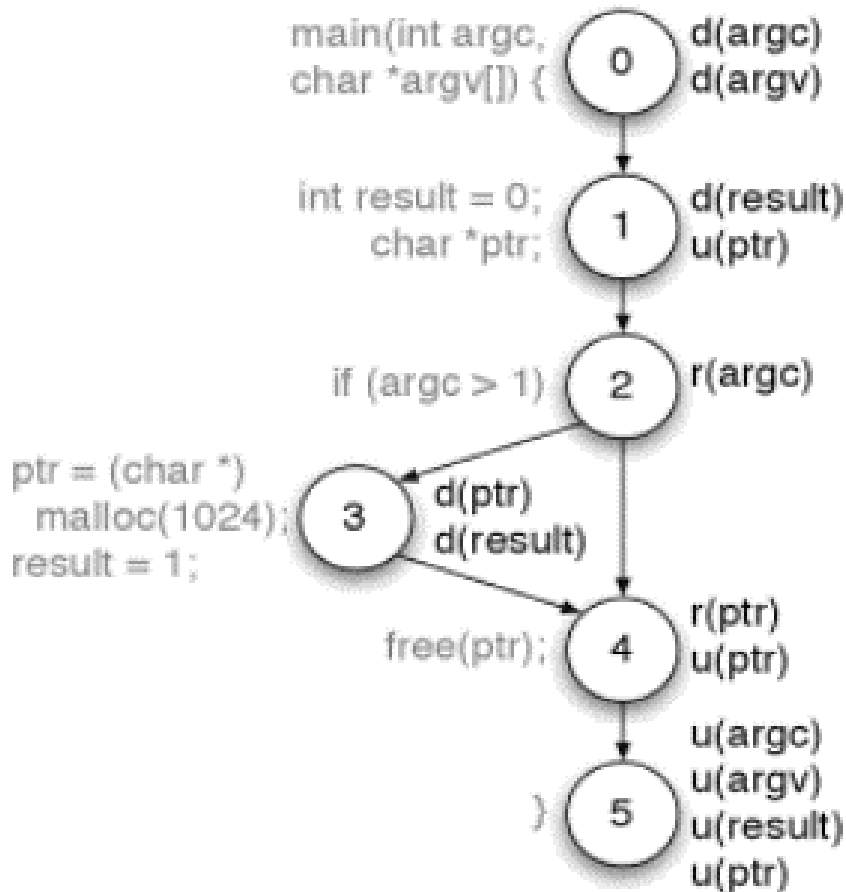 main(int argc,
char *argv[]) {
0
d(argc)
d(argv)
int result = 0;
char *ptr;
1
d(result)
u(ptr)
if (argc > 1)
2
r(argc)
ptr = (char *)
malloc(1024);
result = 1;
3
d(ptr)
d(result)
free(ptr);
4
r(ptr)
u(ptr)
}
5
u(argc)
u(argv)
u(result)
u(ptr)